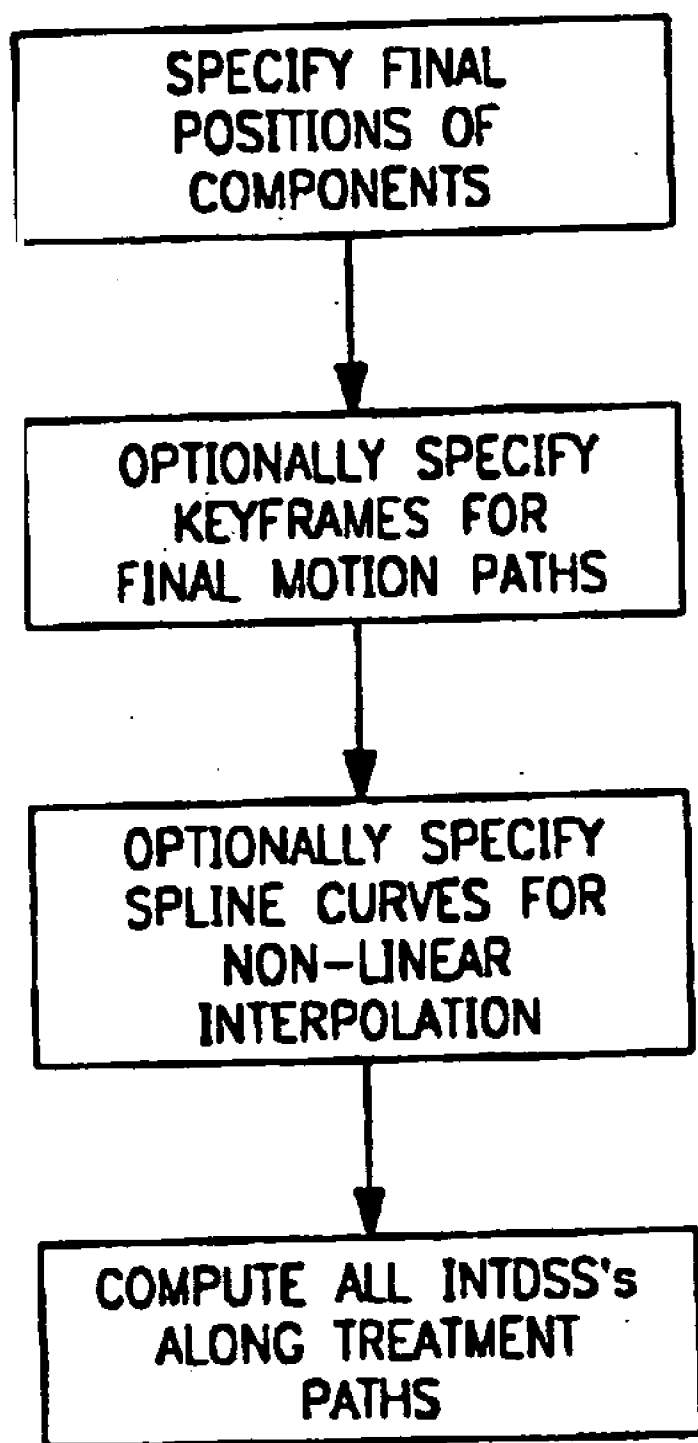 SPECIFY FINAL
POSITIONS OF
COMPONENTS
OPTIONALLY SPECIFY
KEYFRAMES FOR
FINAL MOTION PATHS
OPTIONALLY SPECIFY
SPLINE CURVES FOR
NON-LINEAR
INTERPOLATION
COMPUTE ALL INTDSS's
ALONG TREATMENT
PATHS